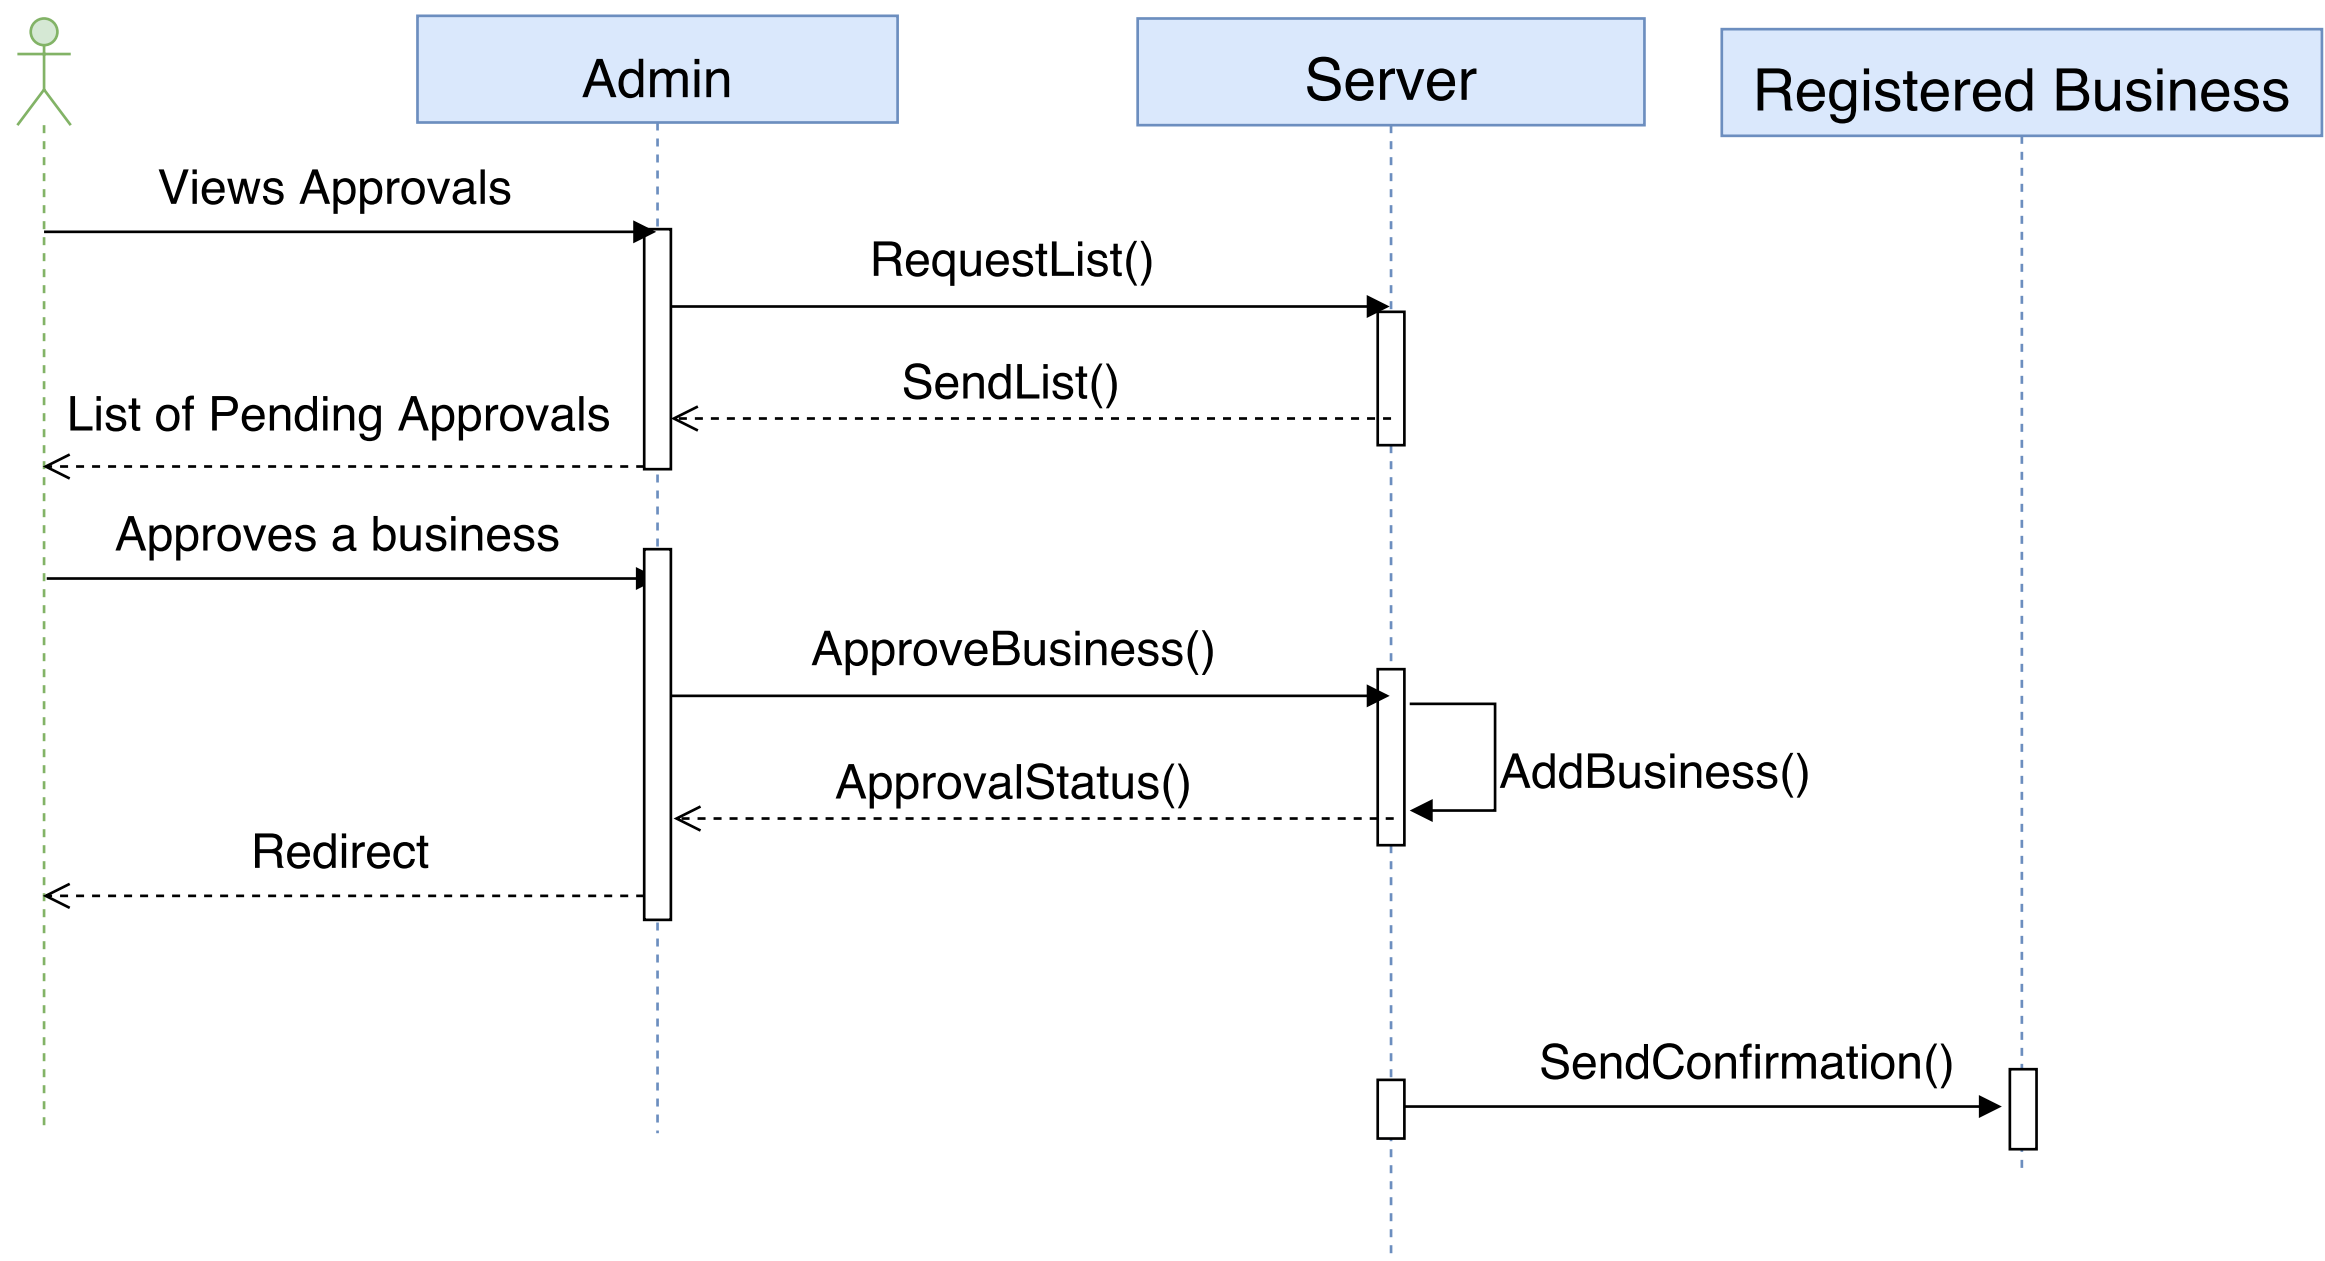 Admin
Server
Registered Business
Views Approvals
RequestList()
SendList()
List of Pending Approvals
Approves a business
ApproveBusiness()
AddBusiness()
ApprovalStatus()
Redirect
SendConfirmation()